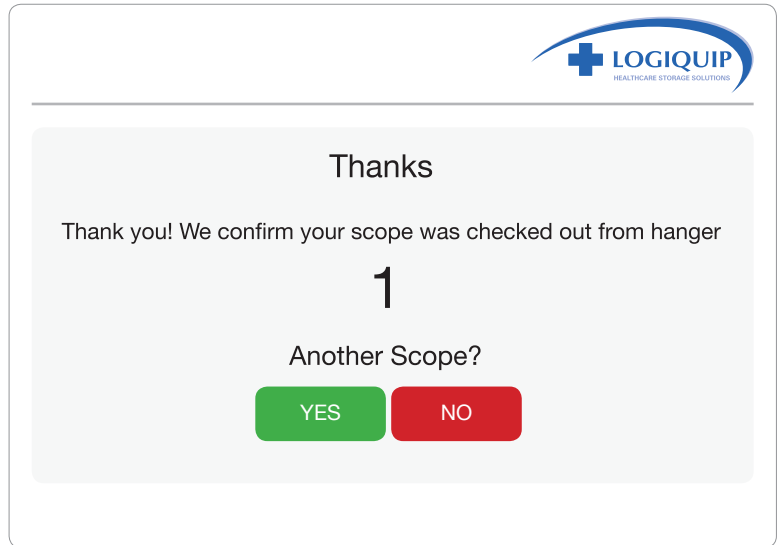 LOGIQUIP
HEALTHCARE STORAGE SOLUTIONS
Thanks
Thank you! We confirm your scope was checked out from hanger
1
Another Scope?
YES NO